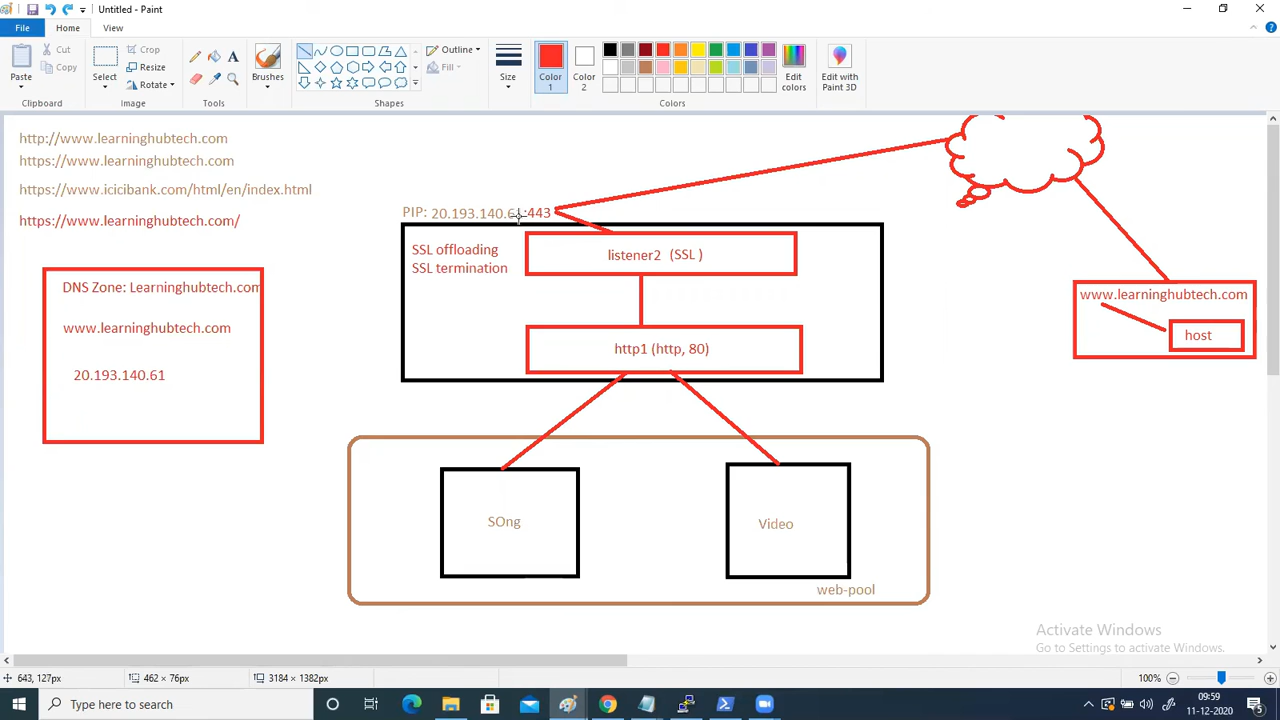 Untitled - Paint
File
Home
View
Paste
Cut
Copy
Clipboard
Select
Crop
Resize
Rotate
Image
Tools
Brushes
Shapes
Outline
Fill
Size
Color 1
Color 2
Colors
Edit colors
Edit with Paint 3D
http://www.learninghubtech.com
https://www.learninghubtech.com
https://www.icicibank.com/html/en/index.html
https://www.learninghubtech.com/
PIP: 20.193.140.61:443
SSL offloading
SSL termination
listener2 (SSL )
http1 (http, 80)
DNS Zone: Learninghubtech.com
www.learninghubtech.com
20.193.140.61
www.learninghubtech.com
host
SOng
Video
web-pool
Activate Windows
Go to Settings to activate Windows.
643, 127px
462 × 76px
3184 × 1382px
100%
Type here to search
09:59
11-12-2020
5